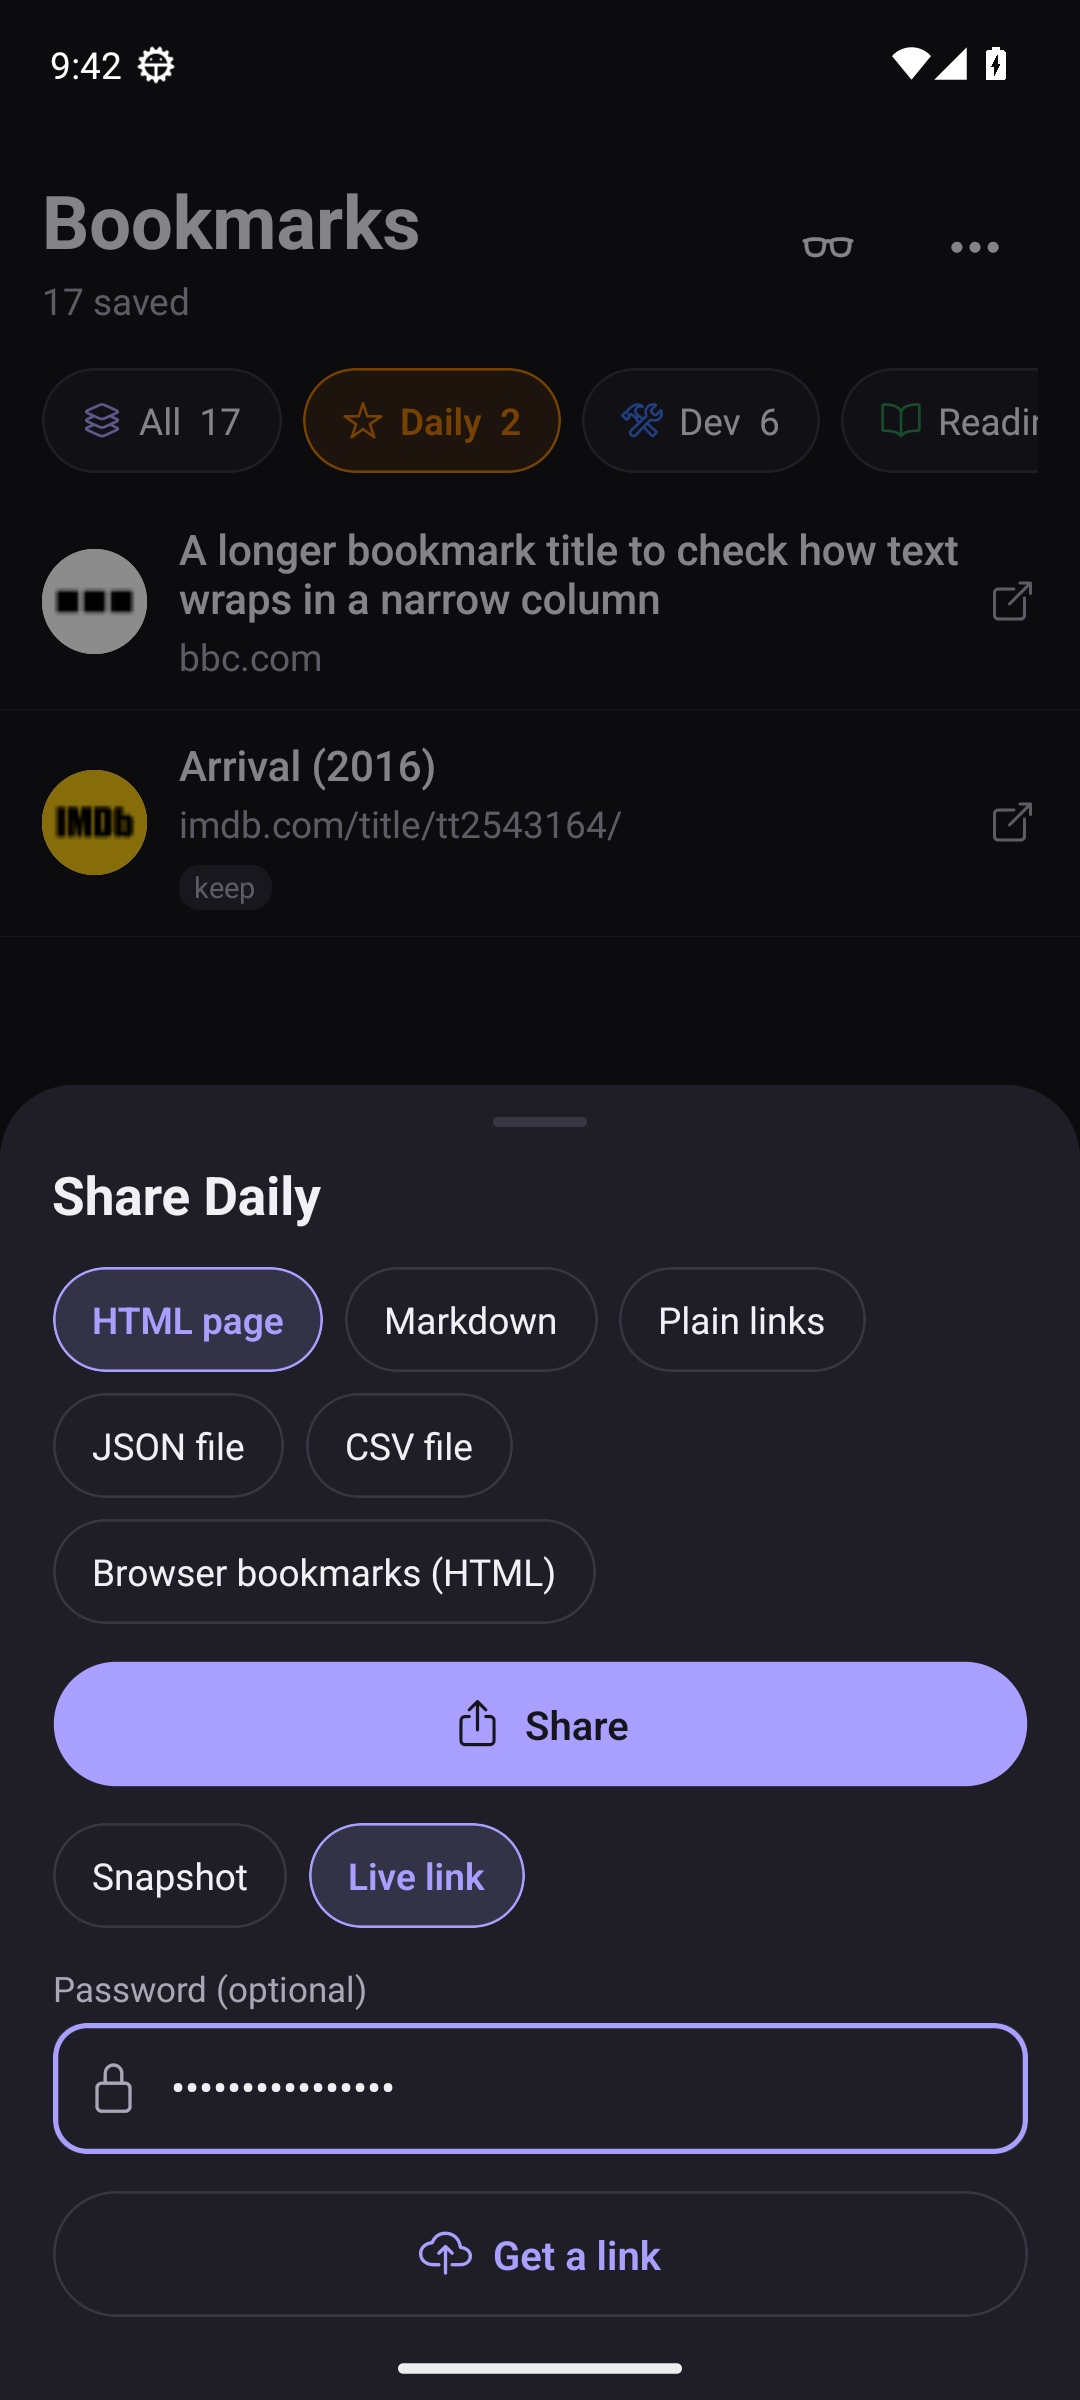 9:42
Bookmarks
17 saved
All 17
Daily 2
Dev 6
Readin
A longer bookmark title to check how text
wraps in a narrow column
bbc.com
IMDb
Arrival (2016)
imdb.com/title/tt2543164/
keep
Share Daily
HTML page
Markdown
Plain links
JSON file
CSV file
Browser bookmarks (HTML)
Share
Snapshot
Live link
Password (optional)
••••••••••••••••
Get a link